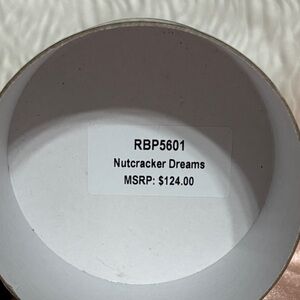 RBP5601
Nutcracker Dreams
MSRP: $124.00